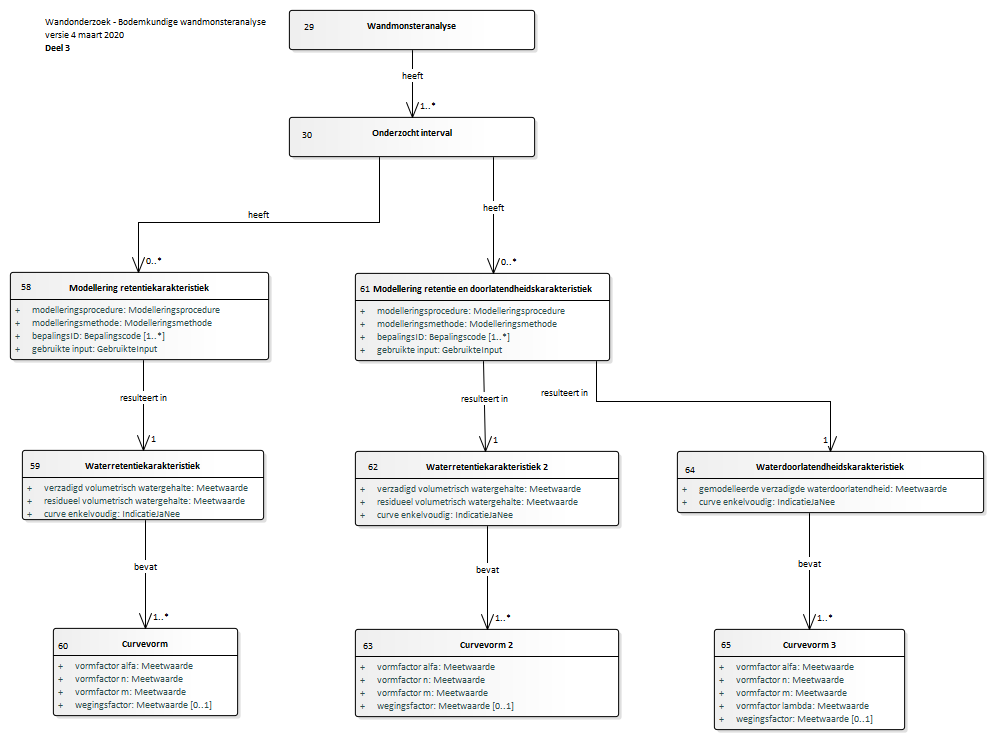 Wandonderzoek - Bodemkundige wandmonsteranalyse
versie 4 maart 2020
Deel 3
29 Wandmonsteranalyse
heeft
1..*
30 Onderzocht interval
heeft
heeft
0..*
0..*
58 Modellering retentiekarakteristiek
+ modelleringsprocedure: Modelleringsprocedure
+ modelleringsmethode: Modelleringsmethode
+ bepalingsID: Bepalingscode [1..*]
+ gebruikte input: GebruikteInput
61 Modellering retentie en doorlatendheidskarakteristiek
+ modelleringsprocedure: Modelleringsprocedure
+ modelleringsmethode: Modelleringsmethode
+ bepalingsID: Bepalingscode [1..*]
+ gebruikte input: GebruikteInput
resulteert in
resulteert in
resulteert in
1
1
1
59 Waterretentiekarakteristiek
+ verzadigd volumetrisch watergehalte: Meetwaarde
+ residueel volumetrisch watergehalte: Meetwaarde
+ curve enkelvoudig: IndicatieJaNee
62 Waterretentiekarakteristiek 2
+ verzadigd volumetrisch watergehalte: Meetwaarde
+ residueel volumetrisch watergehalte: Meetwaarde
+ curve enkelvoudig: IndicatieJaNee
64 Waterdoorlatendheidskarakteristiek
+ gemodelleerde verzadigde waterdoorlatendheid: Meetwaarde
+ curve enkelvoudig: IndicatieJaNee
bevat
bevat
bevat
1..*
1..*
1..*
60 Curvevorm
+ vormfactor alfa: Meetwaarde
+ vormfactor n: Meetwaarde
+ vormfactor m: Meetwaarde
+ wegingsfactor: Meetwaarde [0..1]
63 Curvevorm 2
+ vormfactor alfa: Meetwaarde
+ vormfactor n: Meetwaarde
+ vormfactor m: Meetwaarde
+ wegingsfactor: Meetwaarde [0..1]
65 Curvevorm 3
+ vormfactor alfa: Meetwaarde
+ vormfactor n: Meetwaarde
+ vormfactor m: Meetwaarde
+ vormfactor lambda: Meetwaarde
+ wegingsfactor: Meetwaarde [0..1]